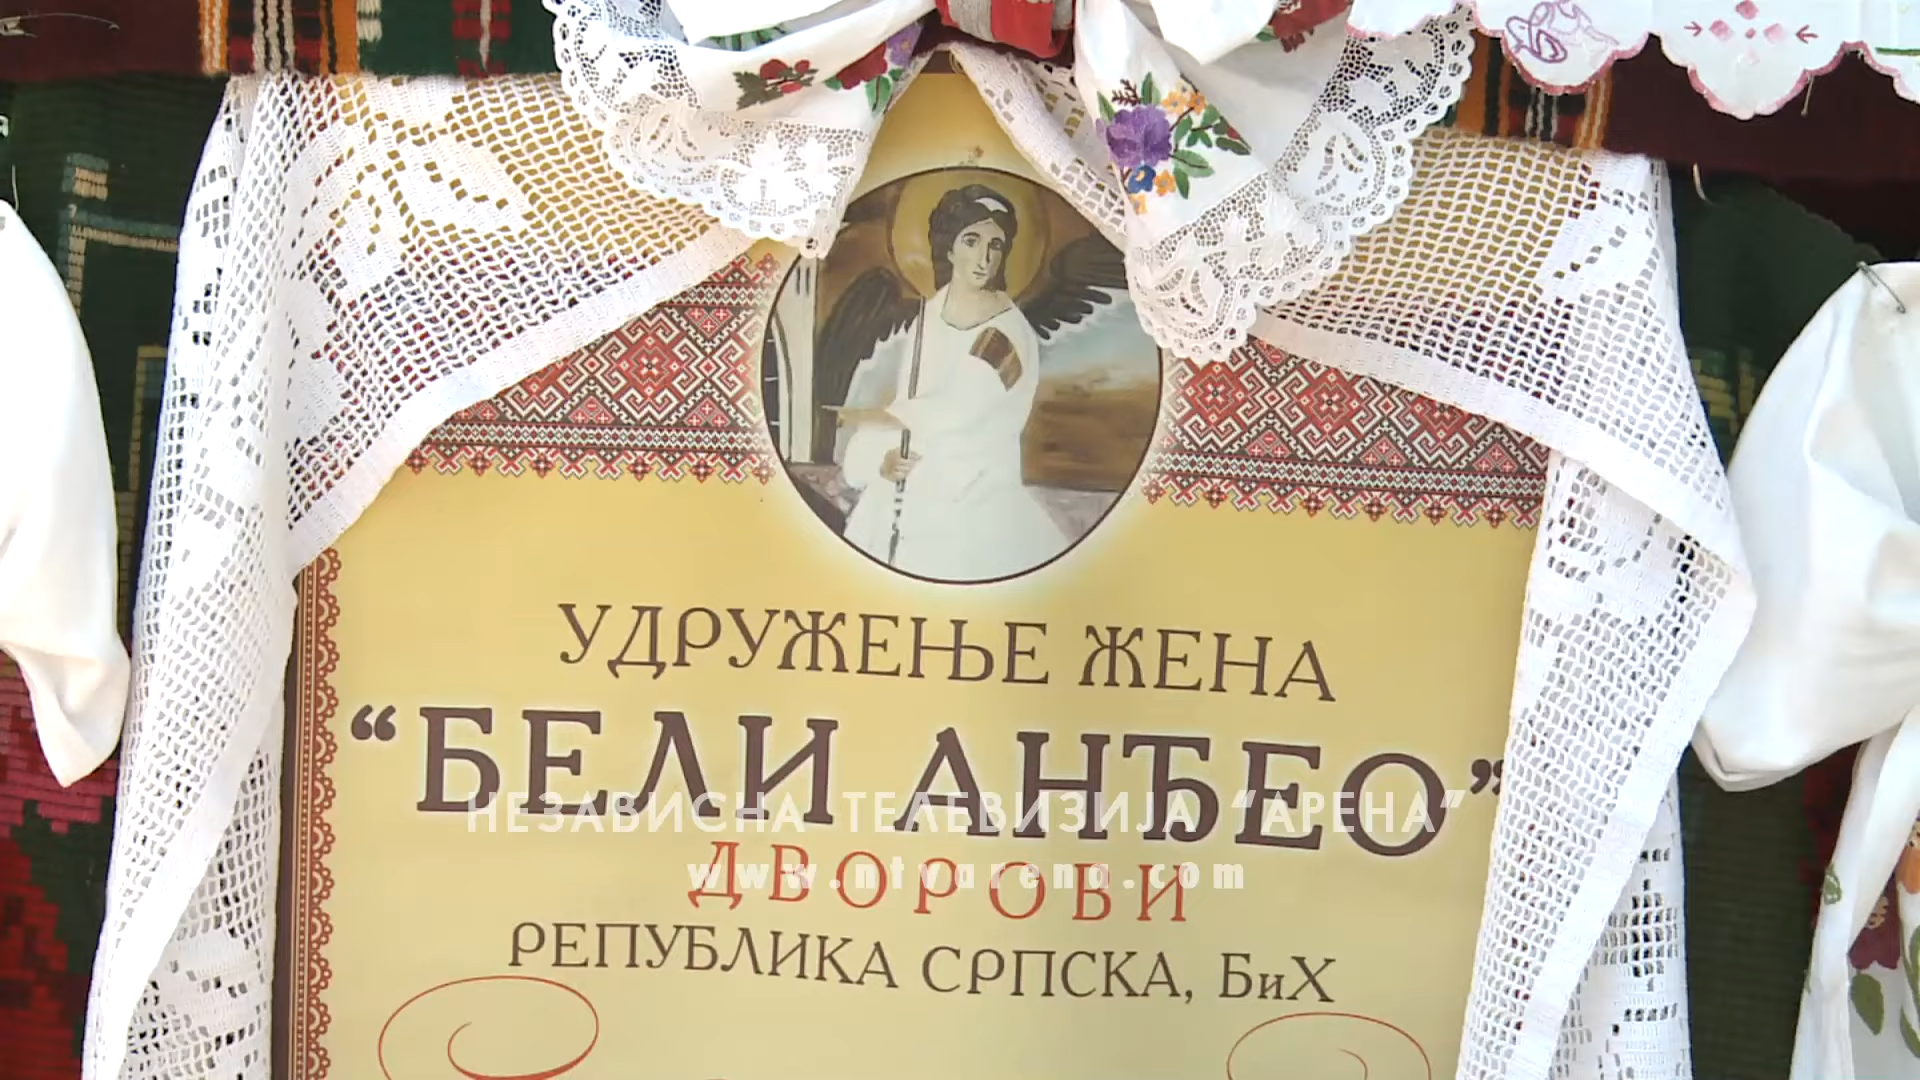 УДРУЖЕЊЕ ЖЕНА
“БЕЛИ АНЂЕО”
НЕЗАВИСНА ТЕЛЕВИЗИЈА “АРЕНА”
www.ntvarena.com
ДВОРОВИ
РЕПУБЛИКА СРПСКА, БиХ